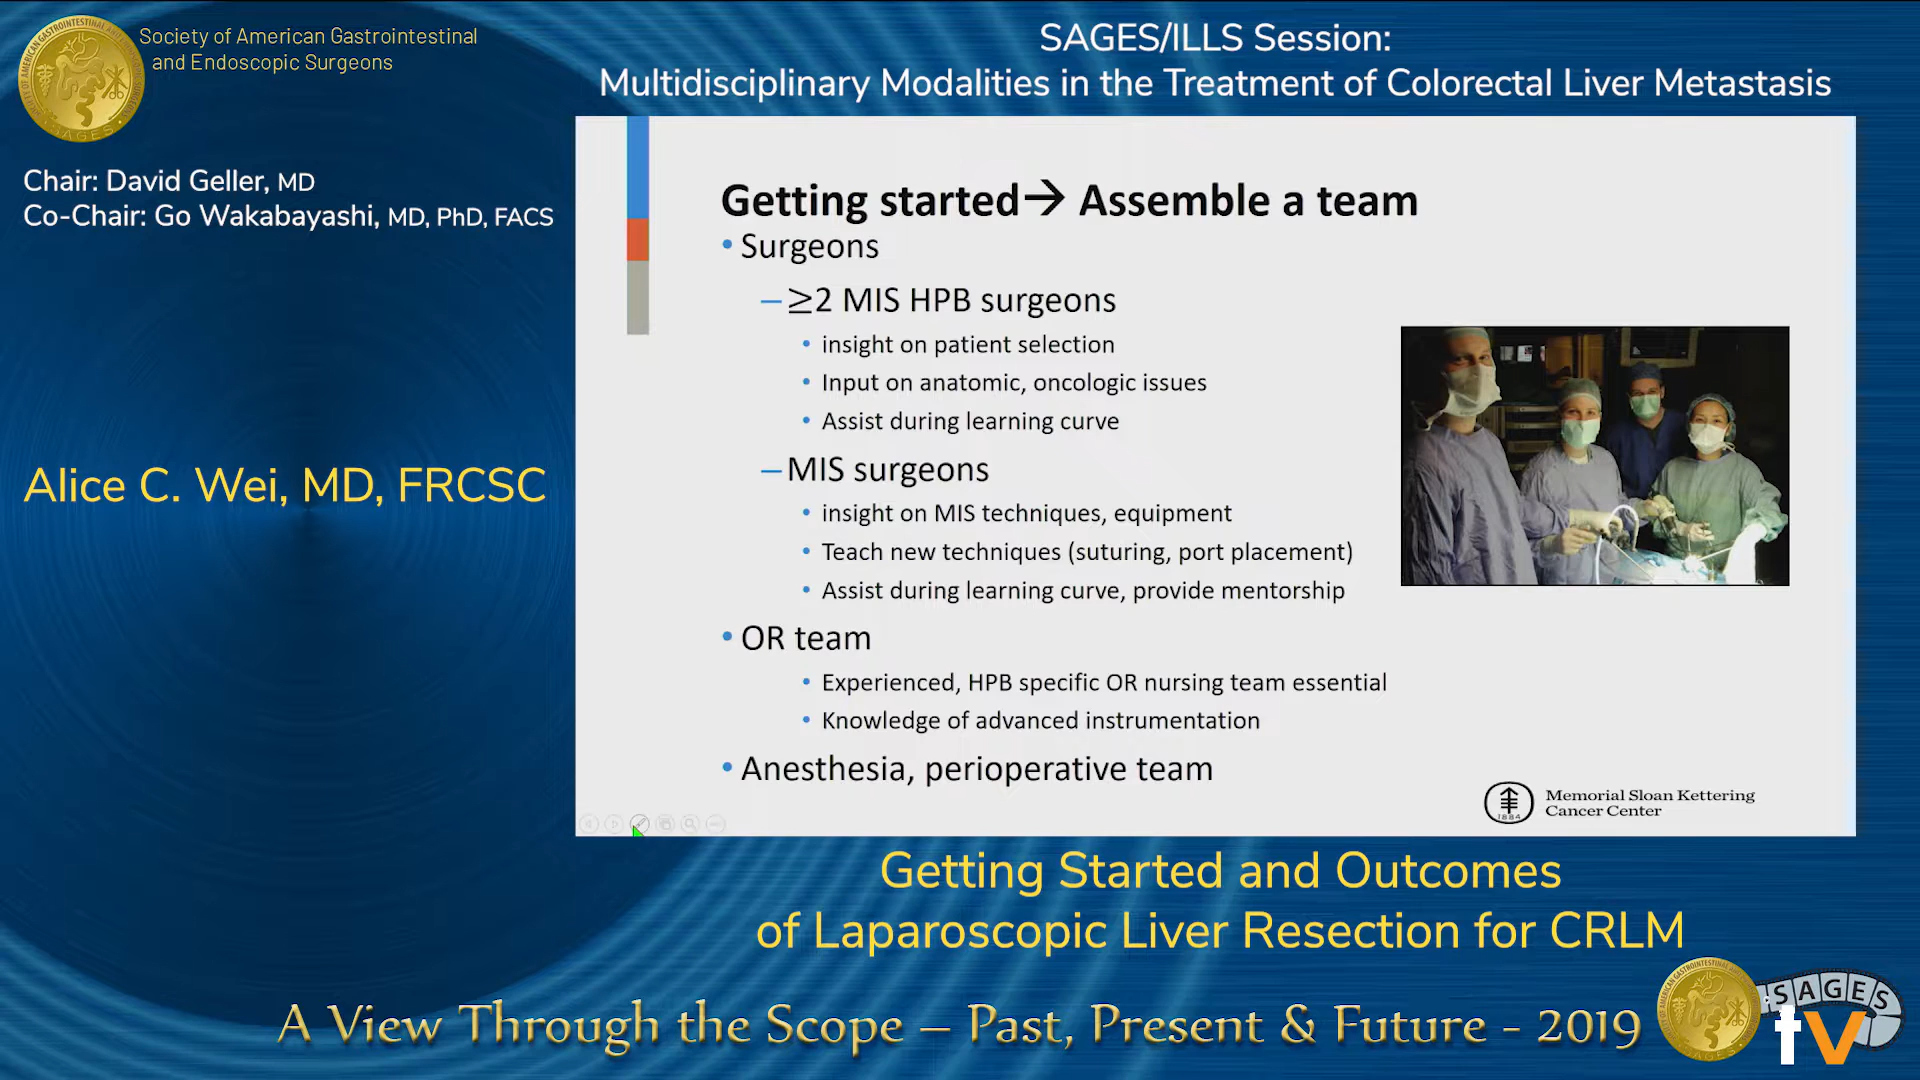 Society of American Gastrointestinal
and Endoscopic Surgeons
SAGES/ILLS Session:
Multidisciplinary Modalities in the Treatment of Colorectal Liver Metastasis
Chair: David Geller, MD
Co-Chair: Go Wakabayashi, MD, PhD, FACS
Alice C. Wei, MD, FRCSC
Getting started→ Assemble a team
• Surgeons
– ≥2 MIS HPB surgeons
• insight on patient selection
• Input on anatomic, oncologic issues
• Assist during learning curve
– MIS surgeons
• insight on MIS techniques, equipment
• Teach new techniques (suturing, port placement)
• Assist during learning curve, provide mentorship
• OR team
• Experienced, HPB specific OR nursing team essential
• Knowledge of advanced instrumentation
• Anesthesia, perioperative team
1884
Memorial Sloan Kettering
Cancer Center
Getting Started and Outcomes
of Laparoscopic Liver Resection for CRLM
A View Through the Scope – Past, Present & Future - 2019
SAGES
tv